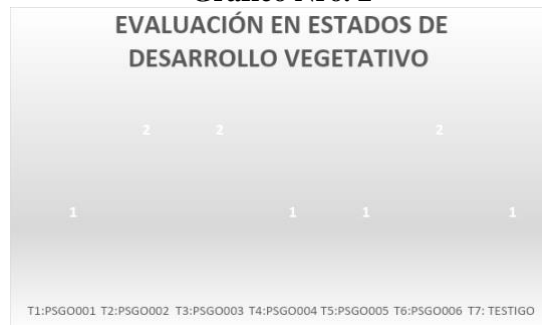 Gráfico Nro. 2
EVALUACIÓN EN ESTADOS DE
DESARROLLO VEGETATIVO
2 2 2
1 1 1 1
T1:PSGO001 T2:PSGO002 T3:PSGO003 T4:PSGO004 T5:PSGO005 T6:PSGO006 T7: TESTIGO